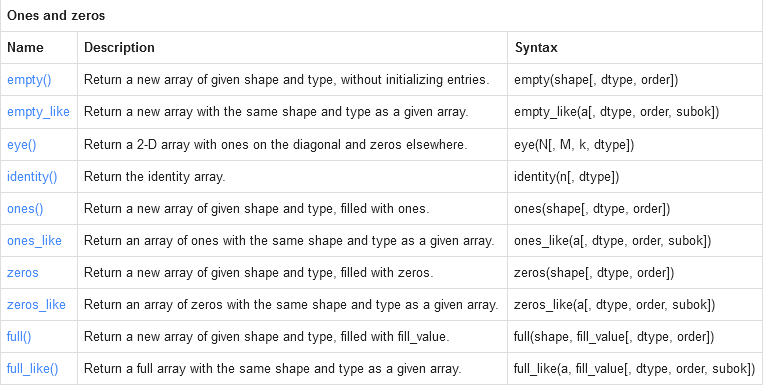 Ones and zeros
Name Description Syntax
empty() Return a new array of given shape and type, without initializing entries. empty(shape[, dtype, order])
empty_like Return a new array with the same shape and type as a given array. empty_like(a[, dtype, order, subok])
eye() Return a 2-D array with ones on the diagonal and zeros elsewhere. eye(N[, M, k, dtype])
identity() Return the identity array. identity(n[, dtype])
ones() Return a new array of given shape and type, filled with ones. ones(shape[, dtype, order])
ones_like Return an array of ones with the same shape and type as a given array. ones_like(a[, dtype, order, subok])
zeros Return a new array of given shape and type, filled with zeros. zeros(shape[, dtype, order])
zeros_like Return an array of zeros with the same shape and type as a given array. zeros_like(a[, dtype, order, subok])
full() Return a new array of given shape and type, filled with fill_value. full(shape, fill_value[, dtype, order])
full_like() Return a full array with the same shape and type as a given array. full_like(a, fill_value[, dtype, order, subok])